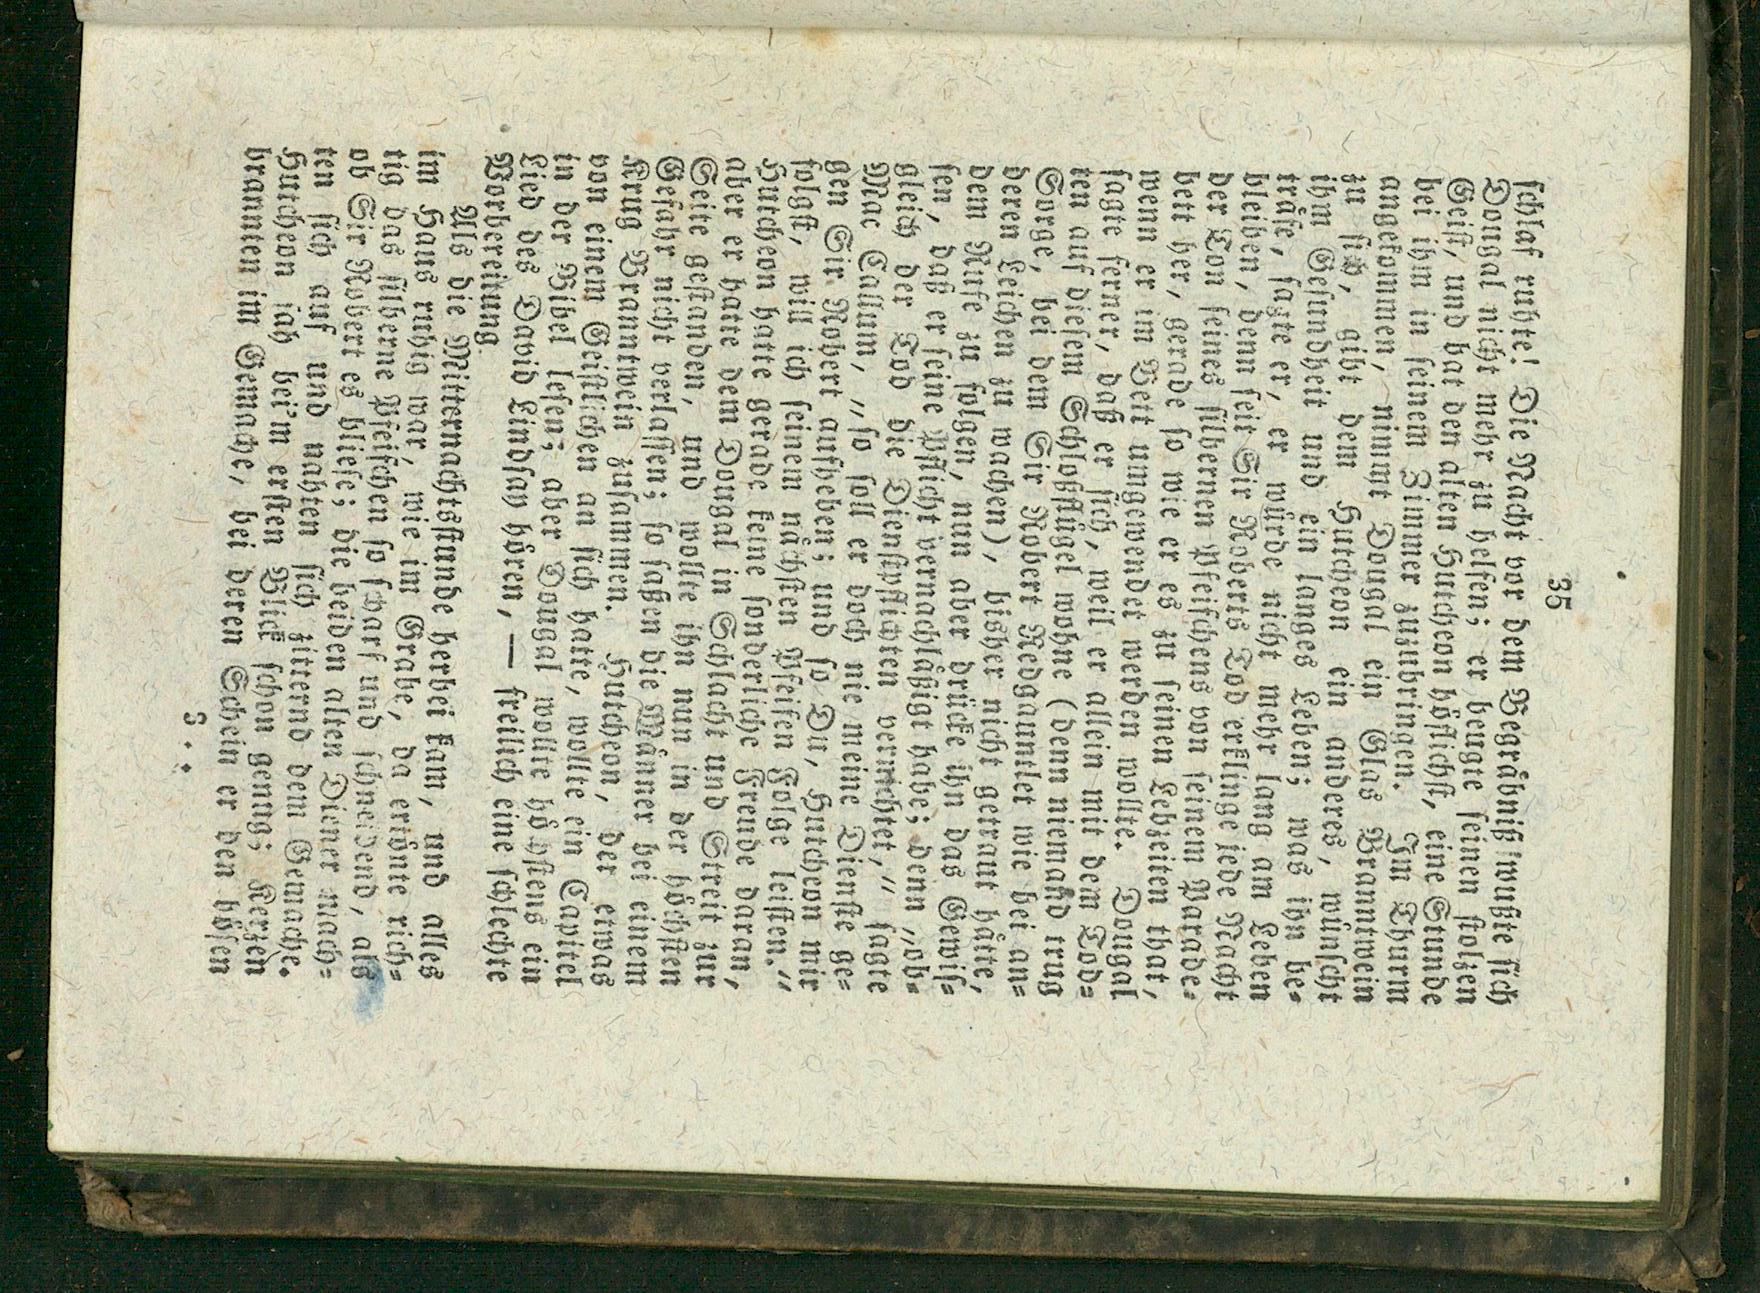 35
ſchlaf ruhte! Die Nacht vor dem Begräbniß wußte ſich
Dougal nicht mehr zu helfen; er beugte ſeinen ſtolzen
Geiſt, und bat den alten Hutcheon höflichſt, eine Stunde
bei ihm in ſeinem Zimmer zuzubringen. Im Thurm
angekommen, nimmt Dougal ein Glas Branntwein
zu ſich, gibt dem Hutcheon ein anderes, wünſcht
ihm Geſundheit und ein langes Leben; was ihn be-
träfe, ſagte er, er würde nicht mehr lang am Leben
bleiben, denn ſeit Sir Roberts Tod erklinge jede Nacht
der Ton ſeines ſilbernen Pfeifchens von ſeinem Parade-
bett her, gerade ſo wie er es zu ſeinen Lebzeiten that,
wenn er im Bett umgewendet werden wollte. Dougal
ſagte ferner, daß er ſich, weil er allein mit dem Tod-
ten auf dieſem Schloßflügel wohne (denn niemand trug
Sorge, bei dem Sir Robert Redgauntlet wie bei an-
deren Leichen zu wachen), bisher nicht getraut hätte,
dem Rufe zu folgen, nun aber drücke ihn das Gewiſ-
ſen, daß er ſeine Pflicht vernachläßigt habe; denn „ob-
gleich der Tod die Dienſtpflichten vernichtet,“ ſagte
Mac Callum, „ſo ſoll er doch nie meine Dienſte ge-
gen Sir Robert aufheben; und ſo Du, Hutcheon mir
folgſt, will ich ſeinem nächſten Pfeifen Folge leiſten.“
Hutcheon hatte gerade keine ſonderliche Freude daran,
aber er hatte dem Dougal in Schlacht und Streit zur
Seite geſtanden, und wollte ihn nun in der höchſten
Gefahr nicht verlaſſen; ſo ſaßen die Männer bei einem
Krug Branntwein zuſammen. Hutcheon, der etwas
von einem Geiſtlichen an ſich hatte, wollte ein Capitel
in der Bibel leſen; aber Dougal wollte höchſtens ein
Lied des David Lindſay hören, — freilich eine ſchlechte
Vorbereitung.
Als die Mitternachtsſtunde herbei kam, und alles
im Haus ruhig war, wie im Grabe, da ertönte rich-
tig das ſilberne Pfeifchen ſo ſcharf und ſchneidend, als
ob Sir Robert es blieſe; die beiden alten Diener mach-
ten ſich auf und nahten ſich zitternd dem Gemache.
Hutcheon ſah bei'm erſten Blick ſchon genug; Kerzen
brannten im Gemache, bei deren Schein er den böſen
3 . .